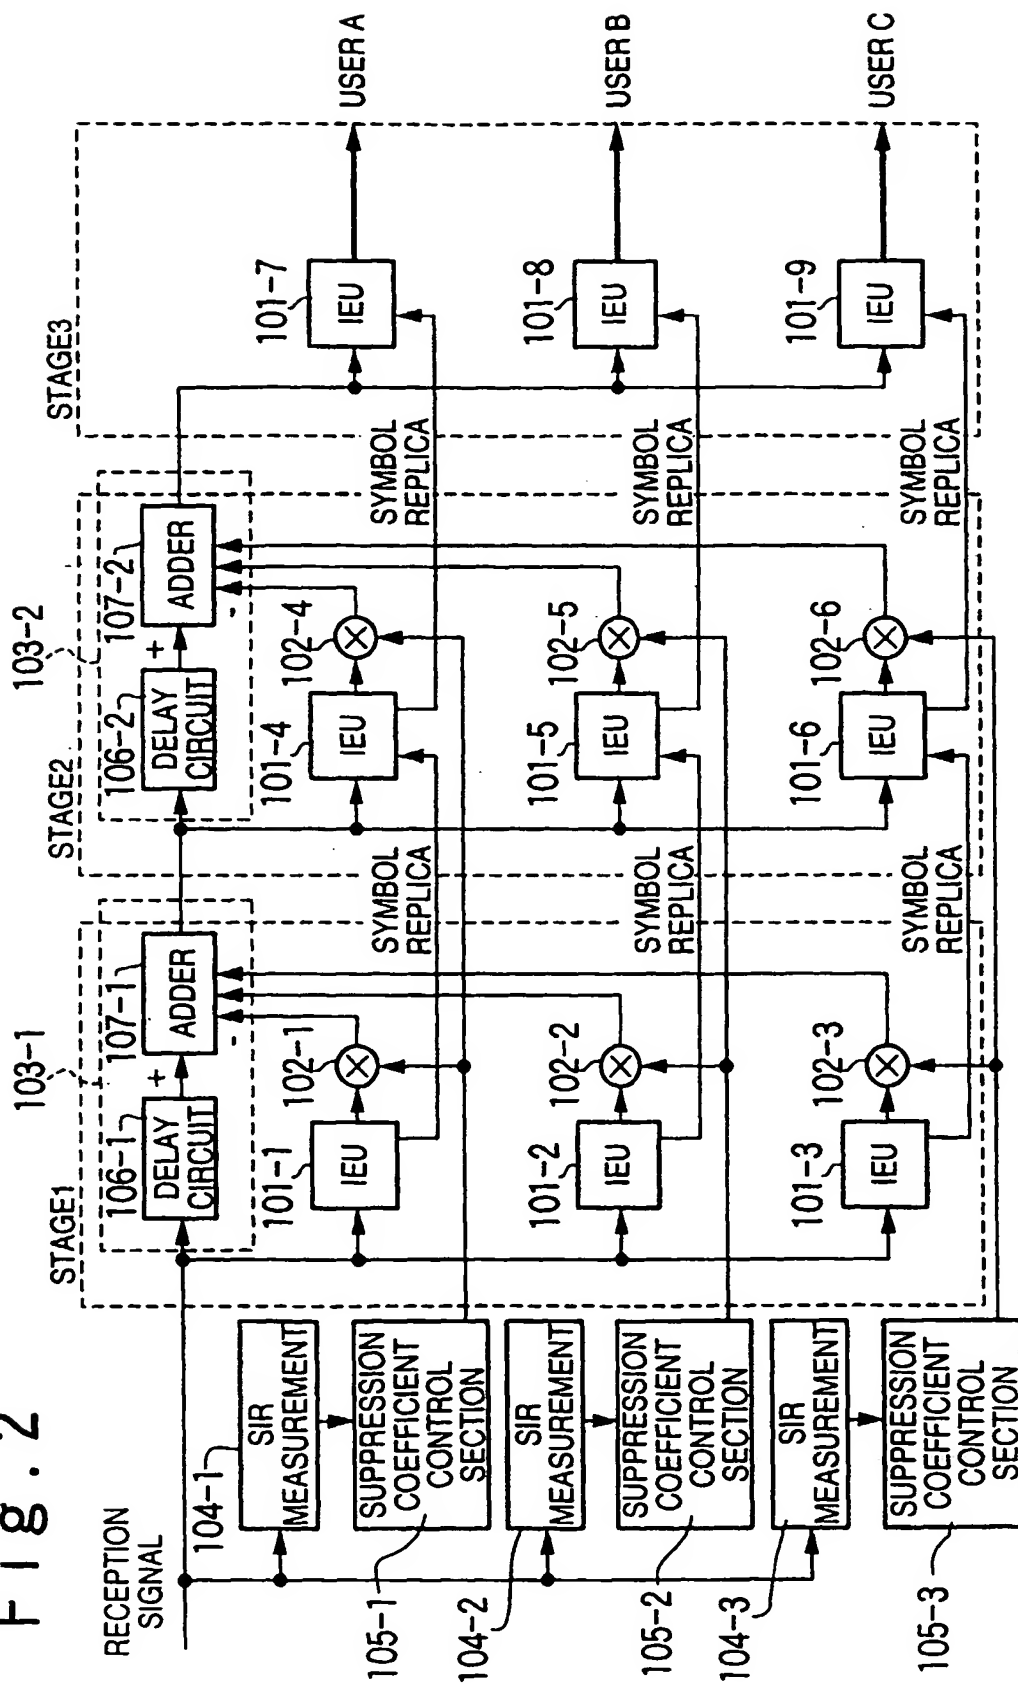 Fig.2
RECEPTION
SIGNAL
104-1
SIR
MEASUREMENT
105-1
SUPPRESSION
COEFFICIENT
CONTROL
SECTION
104-2
SIR
MEASUREMENT
105-2
SUPPRESSION
COEFFICIENT
CONTROL
SECTION
104-3
SIR
MEASUREMENT
105-3
SUPPRESSION
COEFFICIENT
CONTROL
SECTION
STAGE1
103-1
106-1
DELAY
CIRCUIT
+
107-1
ADDER
-
101-1
IEU
102-1
×
SYMBOL
REPLICA
101-2
IEU
102-2
×
SYMBOL
REPLICA
101-3
IEU
102-3
×
SYMBOL
REPLICA
STAGE2
103-2
106-2
DELAY
CIRCUIT
+
107-2
ADDER
-
101-4
IEU
102-4
×
SYMBOL
REPLICA
101-5
IEU
102-5
×
SYMBOL
REPLICA
101-6
IEU
102-6
×
SYMBOL
REPLICA
STAGE3
101-7
IEU
USER A
101-8
IEU
USER B
101-9
IEU
USER C